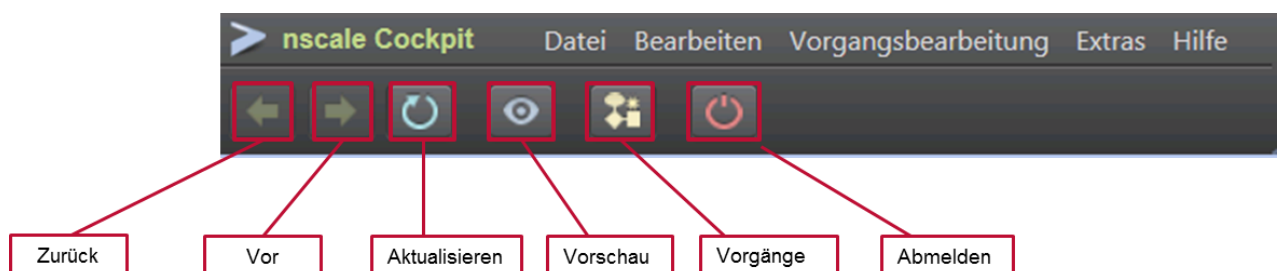 nscale Cockpit Datei Bearbeiten Vorgangsbearbeitung Extras Hilfe
Zurück Vor Aktualisieren Vorschau Vorgänge Abmelden